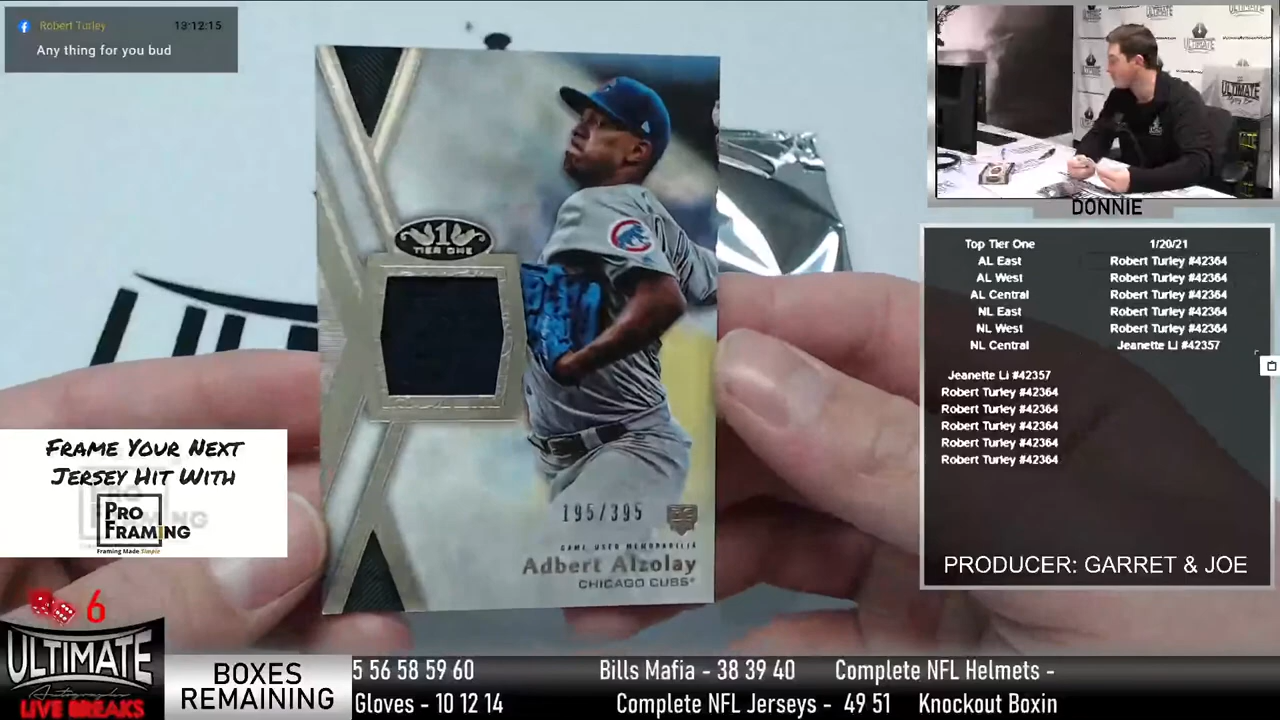 Robert Turley 13:12:15
Any thing for you bud
TIER ONE
195/395
GAME USED MEMORABILIA
Adbert Alzolay
CHICAGO CUBS
FRAME YOUR NEXT
JERSEY HIT WITH
PRO
FRAMING
Framing Made Simple
6
ULTIMATE
Autographs
LIVE BREAKS
BOXES
REMAINING
5 56 58 59 60 Bills Mafia - 38 39 40 Complete NFL Helmets -
Gloves - 10 12 14 Complete NFL Jerseys - 49 51 Knockout Boxin
ULTIMATE
DONNIE
Top Tier One 1/20/21
AL East Robert Turley #42364
AL West Robert Turley #42364
AL Central Robert Turley #42364
NL East Robert Turley #42364
NL West Robert Turley #42364
NL Central Jeanette Li #42357
Jeanette Li #42357
Robert Turley #42364
Robert Turley #42364
Robert Turley #42364
Robert Turley #42364
Robert Turley #42364
PRODUCER: GARRET & JOE